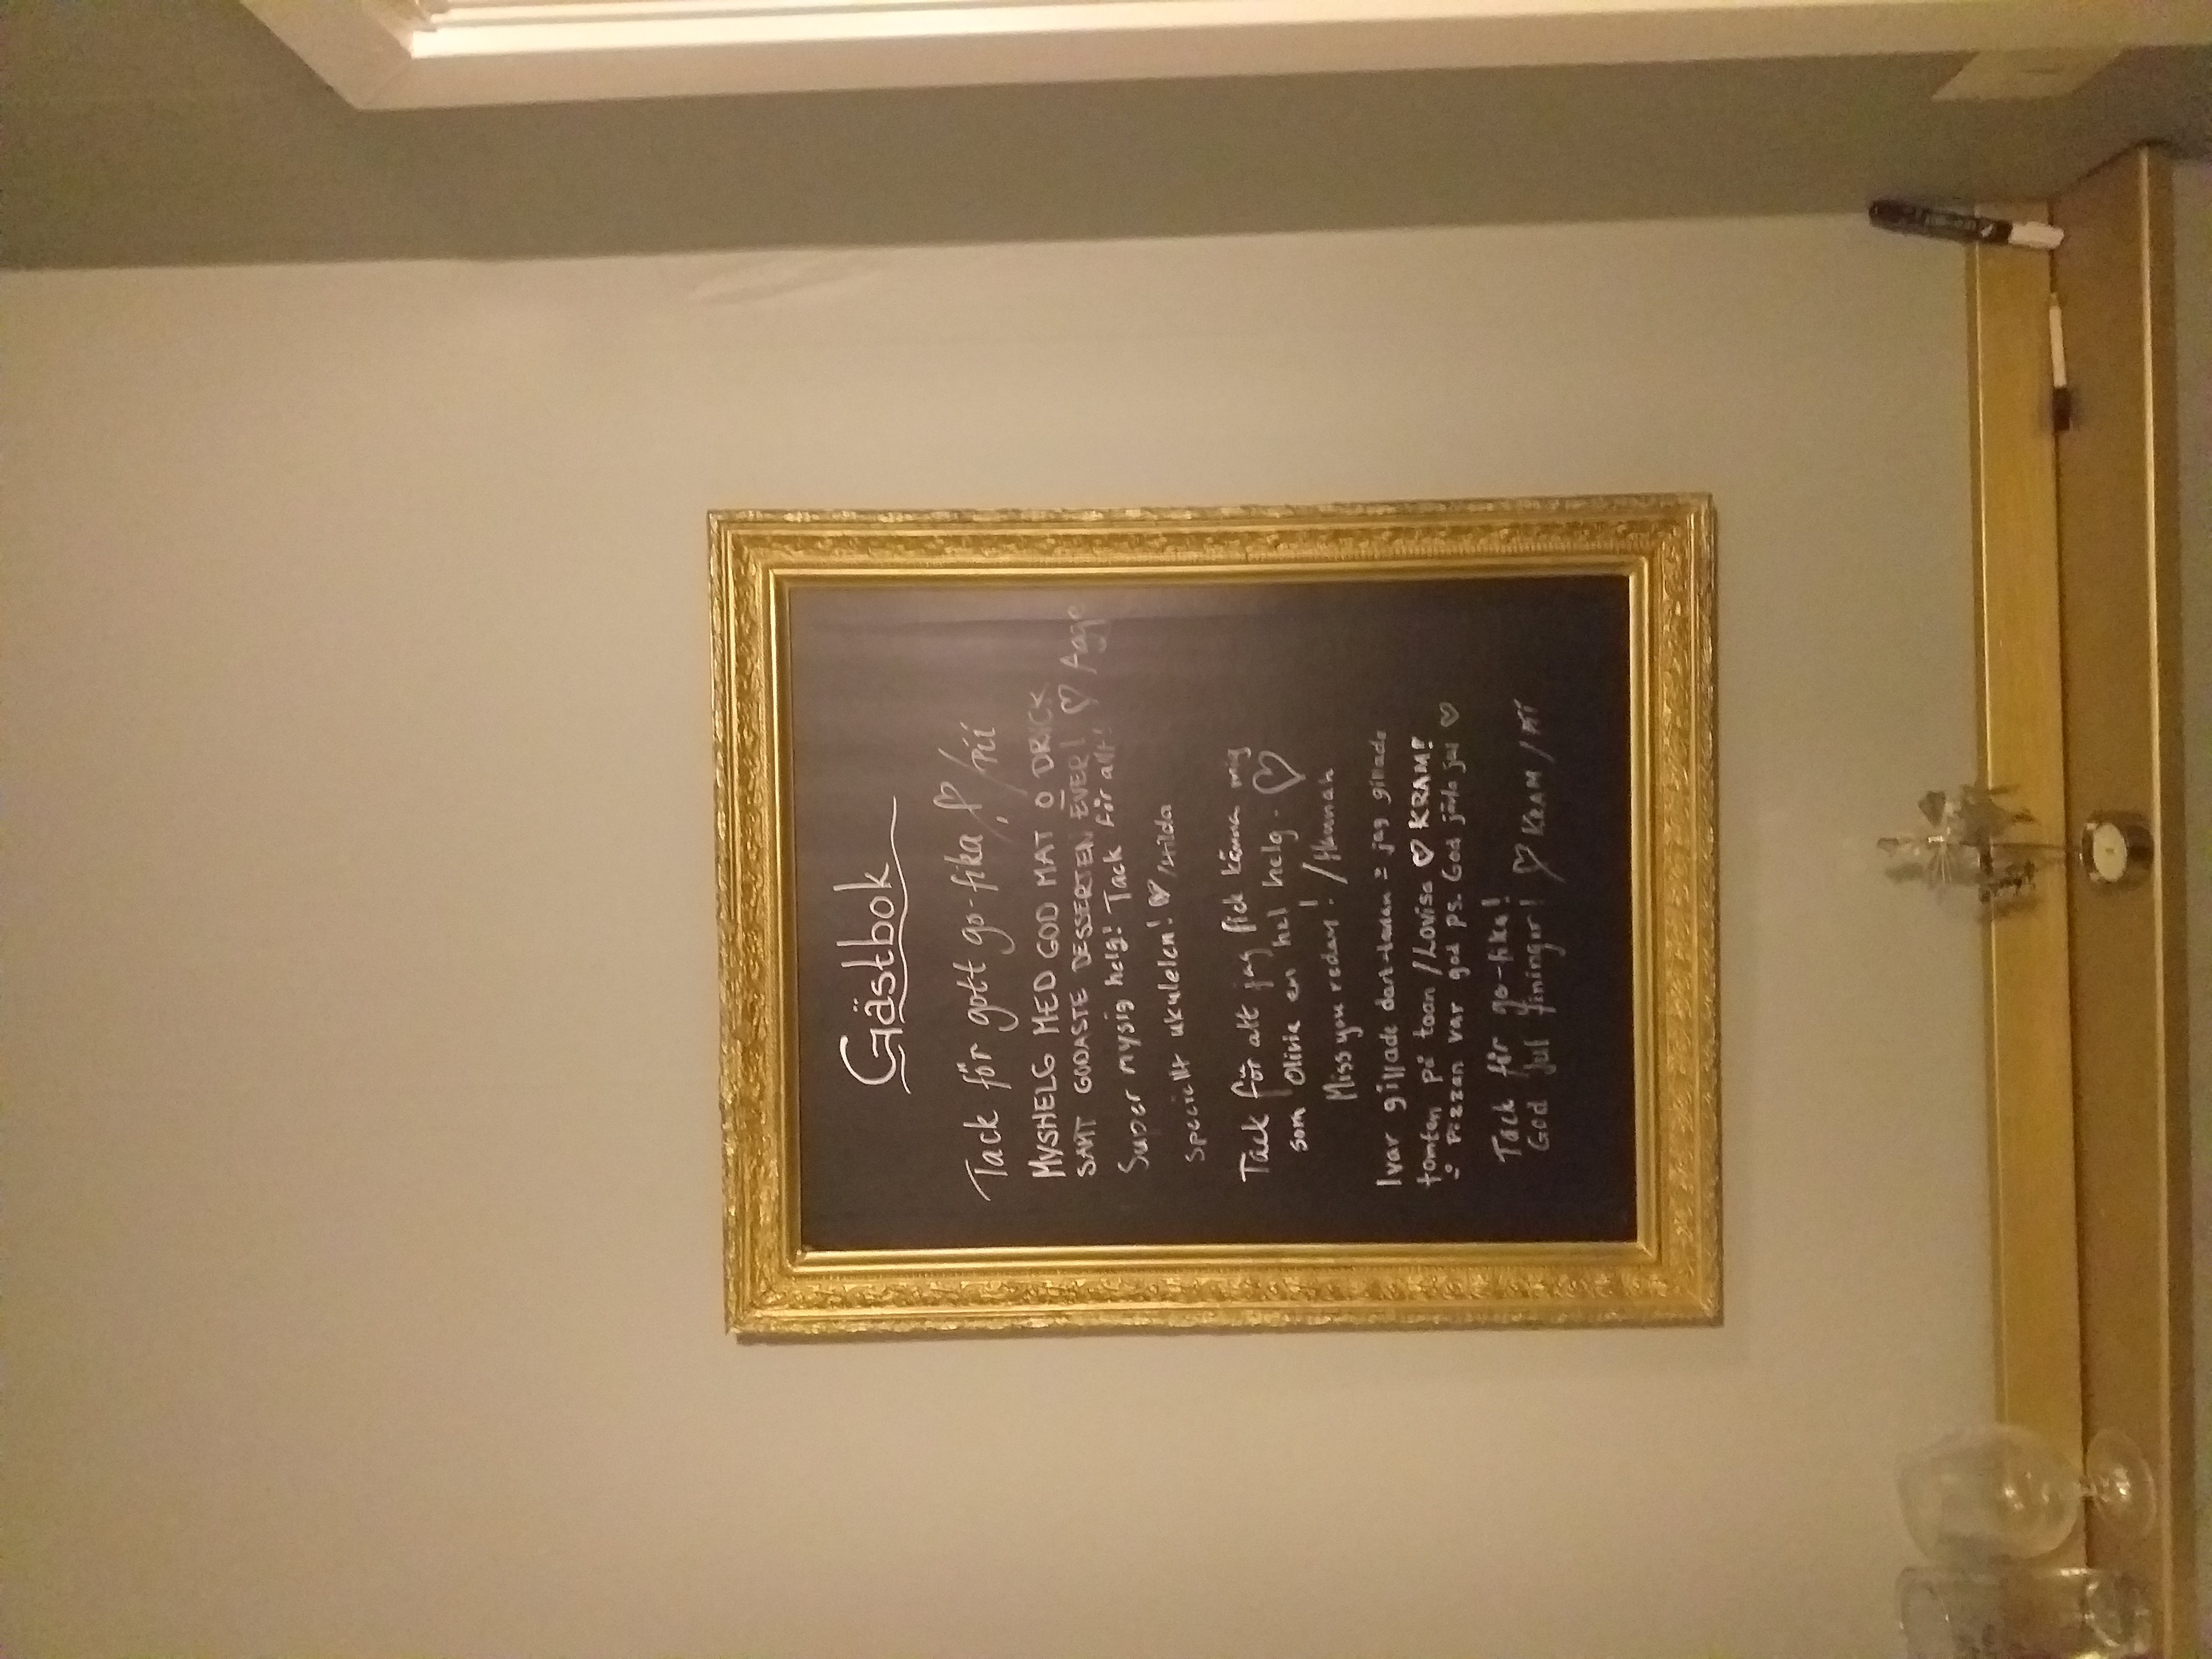 Gästbok
Tack för gott go-fika! /Píí
MYSHELG MED GOD MAT O DRICK
SAMT GODASTE DESSERTEN EVER! ♡ Agge
Super mysig helg! Tack för allt!
Speciellt ukulelen! ♡ /Hilda
Tack för att jag fick känna mig
som Olivia en hel helg. ♡
Miss you redan! /Hannah
Ivar gillade dart-tavlan o jag gillade
tomten på toan /Lovisa ♡ KRAM!
o Pizzan var god ps. God jävla jul ♡
Tack för go-fika!
God Jul fininger! ♡ KRAM / Píí